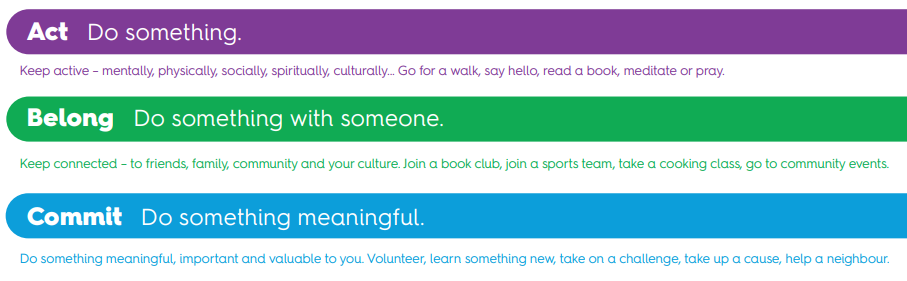 Act Do something.
Keep active – mentally, physically, socially, spiritually, culturally... Go for a walk, say hello, read a book, meditate or pray.
Belong Do something with someone.
Keep connected – to friends, family, community and your culture. Join a book club, join a sports team, take a cooking class, go to community events.
Commit Do something meaningful.
Do something meaningful, important and valuable to you. Volunteer, learn something new, take on a challenge, take up a cause, help a neighbour.